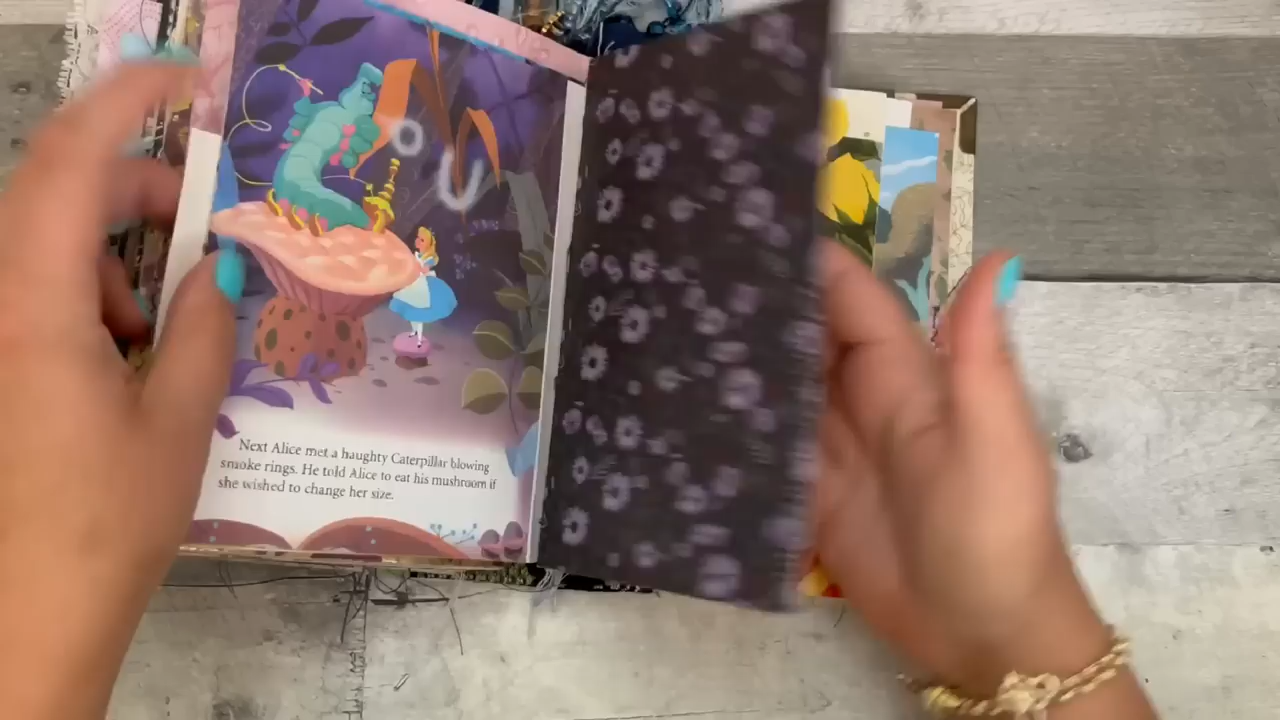 O
U
Next Alice met a haughty Caterpillar blowing
smoke rings. He told Alice to eat his mushroom if
she wished to change her size.